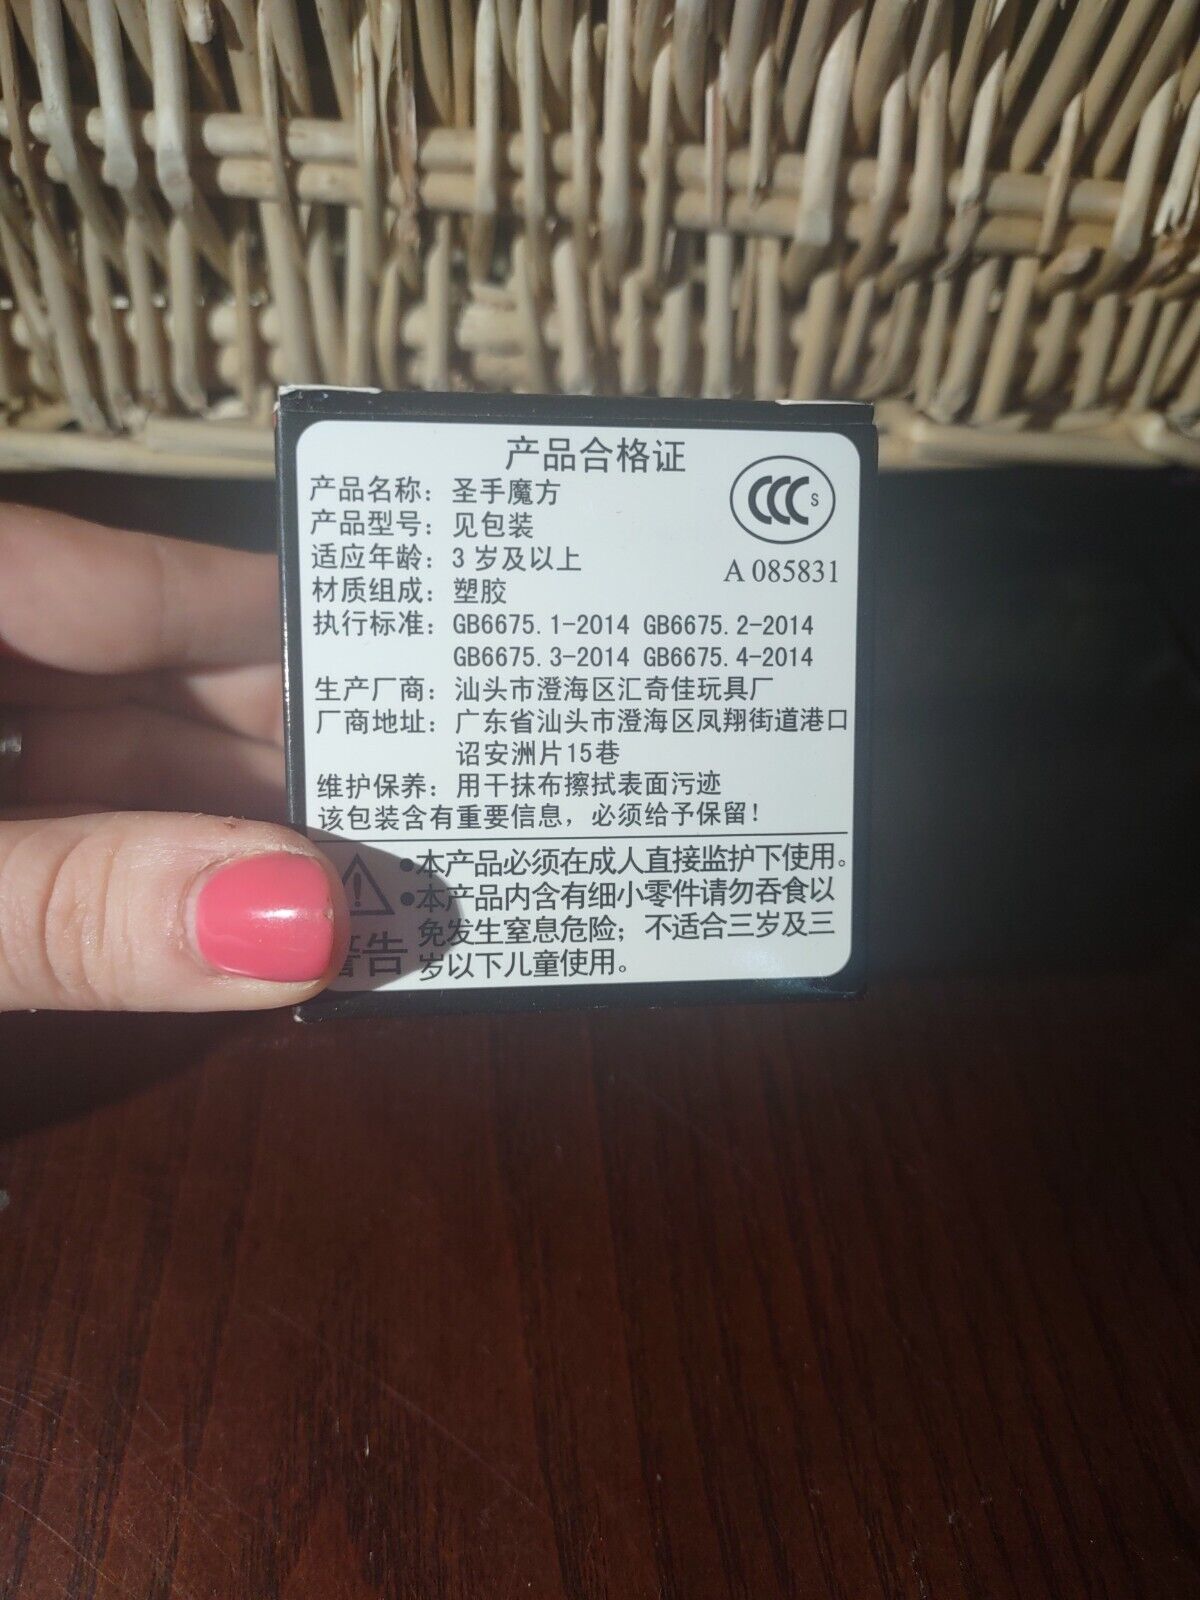 产品合格证
产品名称：圣手魔方
产品型号：见包装
适应年龄：3 岁及以上
材质组成：塑胶
执行标准：GB6675.1-2014 GB6675.2-2014
GB6675.3-2014 GB6675.4-2014
生产厂商：汕头市澄海区汇奇佳玩具厂
厂商地址：广东省汕头市澄海区凤翔街道港口
诏安洲片15巷
维护保养：用干抹布擦拭表面污迹
该包装含有重要信息，必须给予保留！
CCC S
A 085831
警告
●本产品必须在成人直接监护下使用。
●本产品内含有细小零件请勿吞食以
免发生窒息危险；不适合三岁及三
岁以下儿童使用。